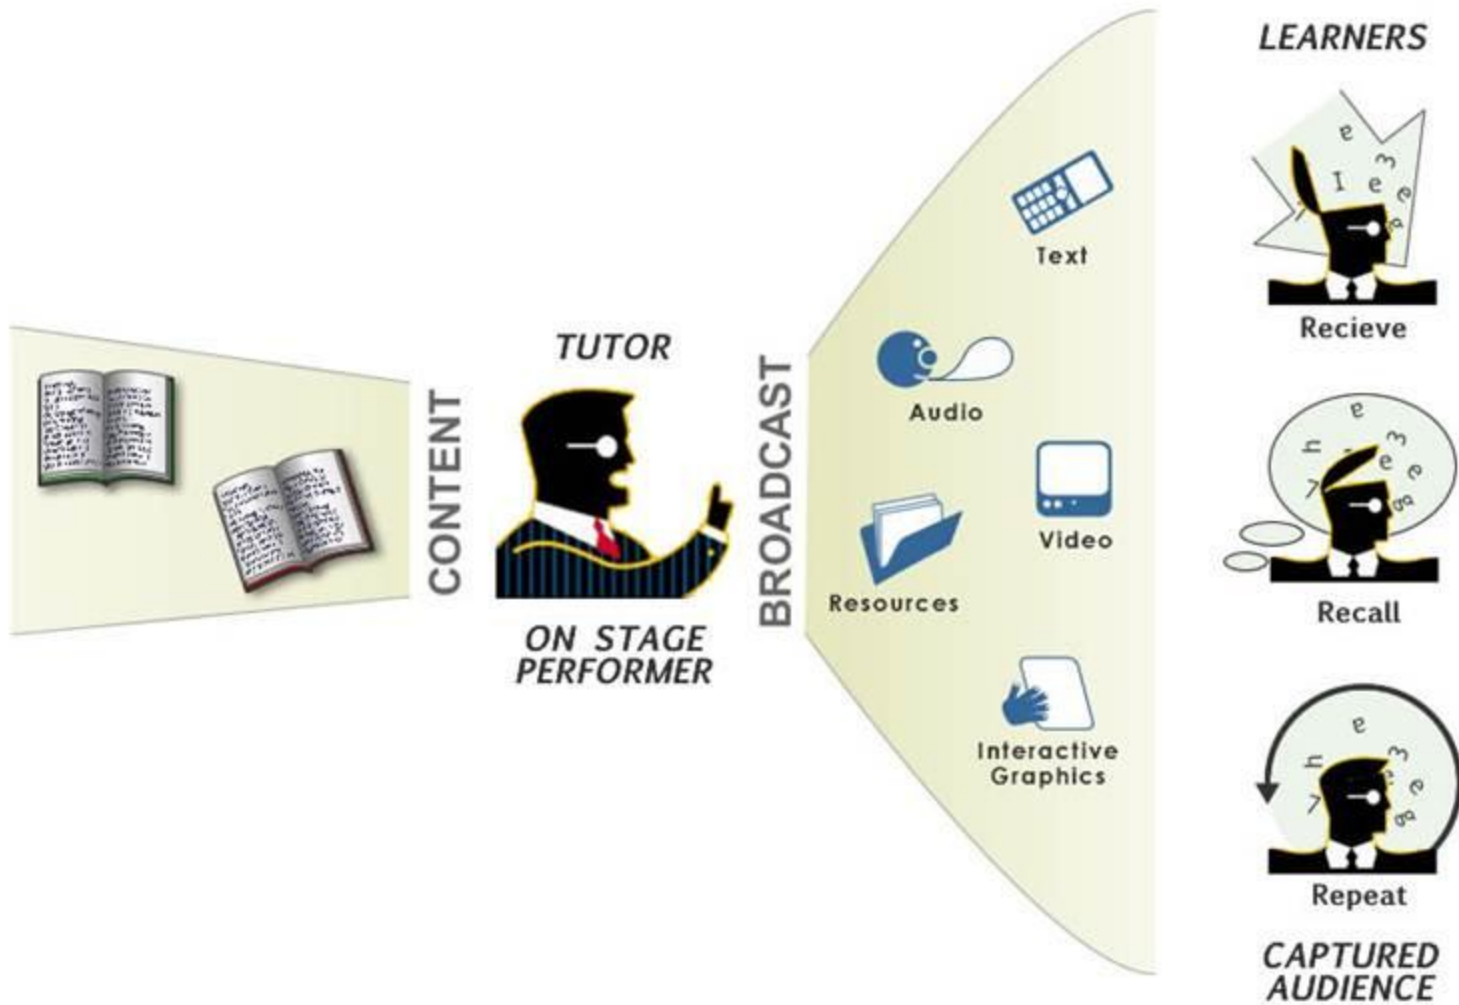 CONTENT
TUTOR
ON STAGE
PERFORMER
BROADCAST
Text
Audio
Video
Resources
Interactive
Graphics
LEARNERS
Recieve
Recall
Repeat
CAPTURED
AUDIENCE